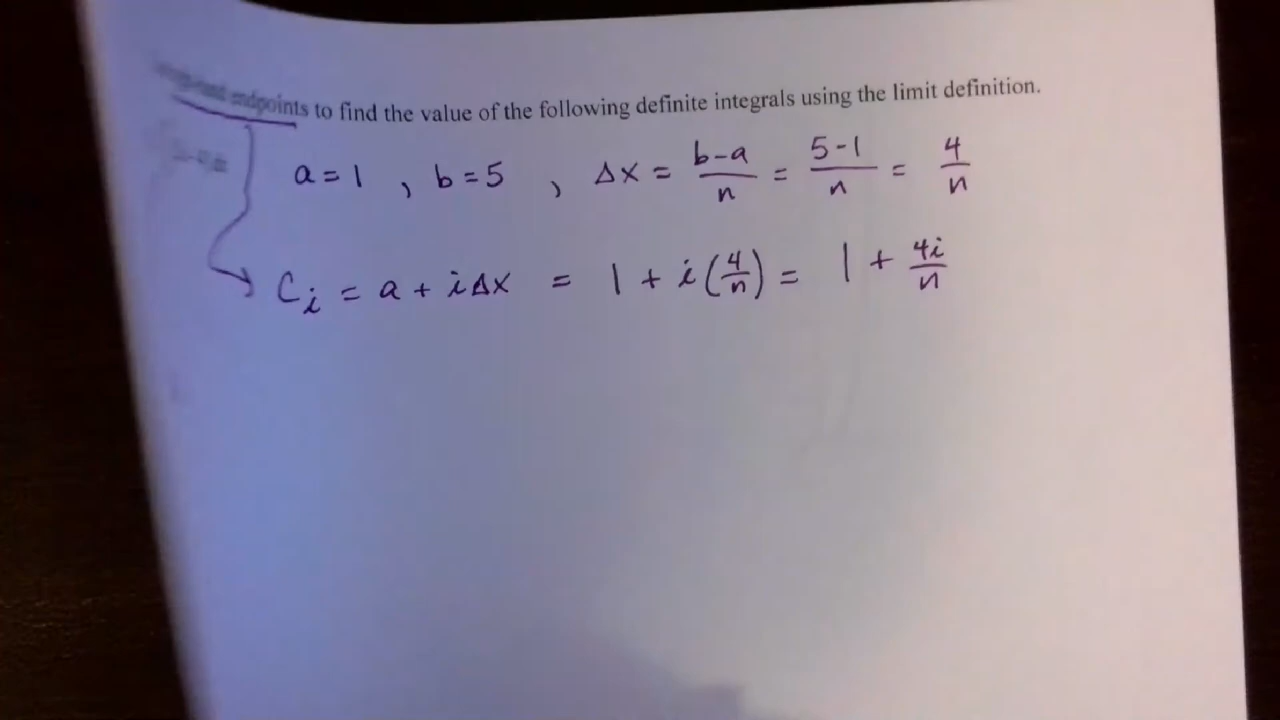 endpoints to find the value of the following definite integrals using the limit definition.
a = 1 , b = 5 , Δx = b-a/n = 5-1/n = 4/n
Ci = a + iΔx = 1 + i(4/n) = 1 + 4i/n